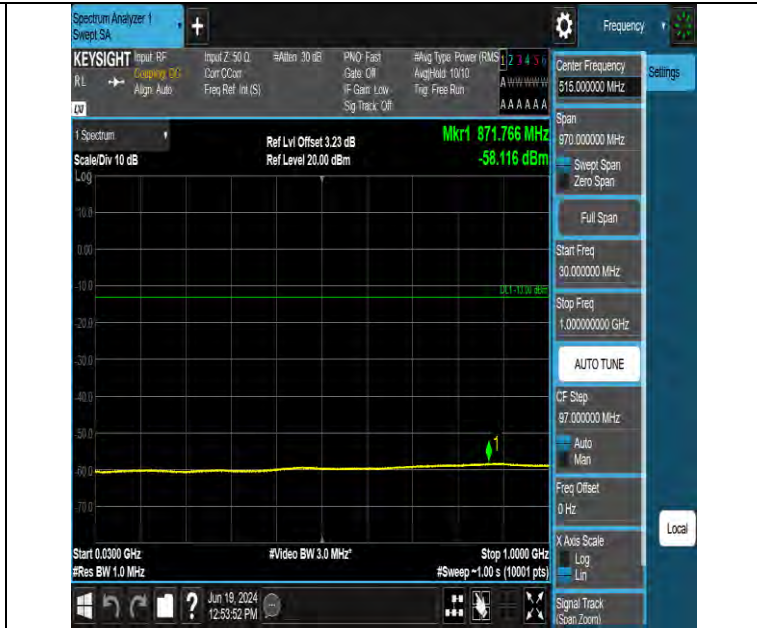 Spectrum Analyzer 1
Swept SA
+
Frequency
KEYSIGHT Input: RF Input Z: 50 Ω #Atten: 30 dB PNO: Fast #Avg Type: Power (RMS 1 2 3 4 5 6
RL Coupling: DC Corr CCorr Gate: Off Avg|Hold: 10/10 A W W W W W
Align: Auto Freq Ref: Int (S) IF Gain: Low Trig: Free Run
Sig Track: Off A A A A A A
LXI
1 Spectrum
Scale/Div 10 dB
Ref Lvl Offset 3.23 dB
Ref Level 20.00 dBm
Mkr1 871.766 MHz
-58.116 dBm
Log
10.0
0.00
-10.0
DL1 -13.00 dBm
-20.0
-30.0
-40.0
-50.0
1
-60.0
-70.0
Start 0.0300 GHz
#Res BW 1.0 MHz
#Video BW 3.0 MHz*
Stop 1.0000 GHz
#Sweep ~1.00 s (10001 pts)
?
Jun 19, 2024
12:53:52 PM
Center Frequency
515.000000 MHz
Settings
Span
970.000000 MHz
Swept Span
Zero Span
Full Span
Start Freq
30.000000 MHz
Stop Freq
1.000000000 GHz
AUTO TUNE
CF Step
97.000000 MHz
Auto
Man
Freq Offset
0 Hz
X Axis Scale
Log
Lin
Local
Signal Track
(Span Zoom)